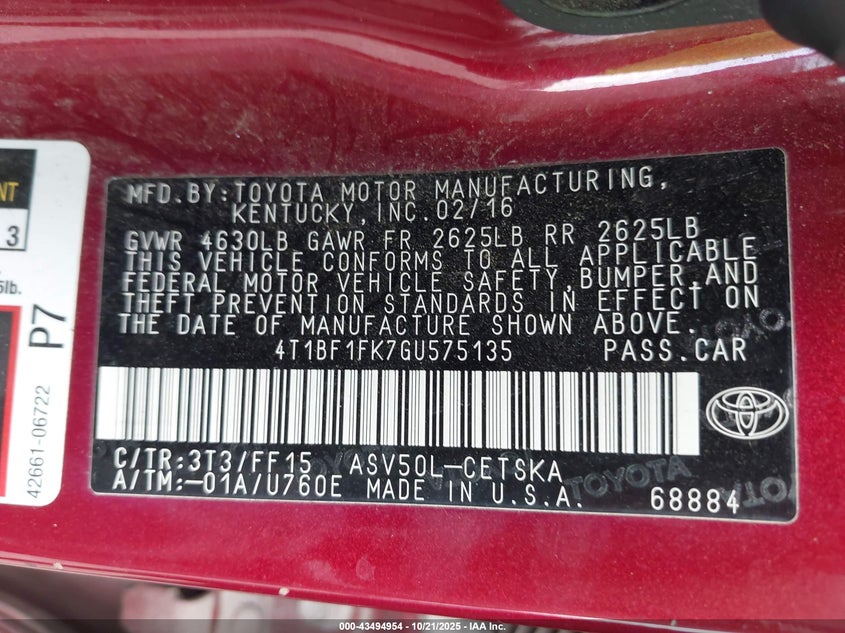 MFD. BY: TOYOTA MOTOR MANUFACTURING,
KENTUCKY, INC. 02/16
GVWR 4630LB GAWR FR 2625LB RR 2625LB
THIS VEHICLE CONFORMS TO ALL APPLICABLE
FEDERAL MOTOR VEHICLE SAFETY, BUMPER, AND
THEFT PREVENTION STANDARDS IN EFFECT ON
THE DATE OF MANUFACTURE SHOWN ABOVE.
4T1BF1FK7GU575135 PASS. CAR
C/TR: 3T3/FF15 ASV50L-CETSKA
A/TM: -01A/U760E MADE IN U.S.A. 68884
TOYOTA
3
lb.
P7
42661-06722
000-43494954 - 10/21/2025 - IAA Inc.